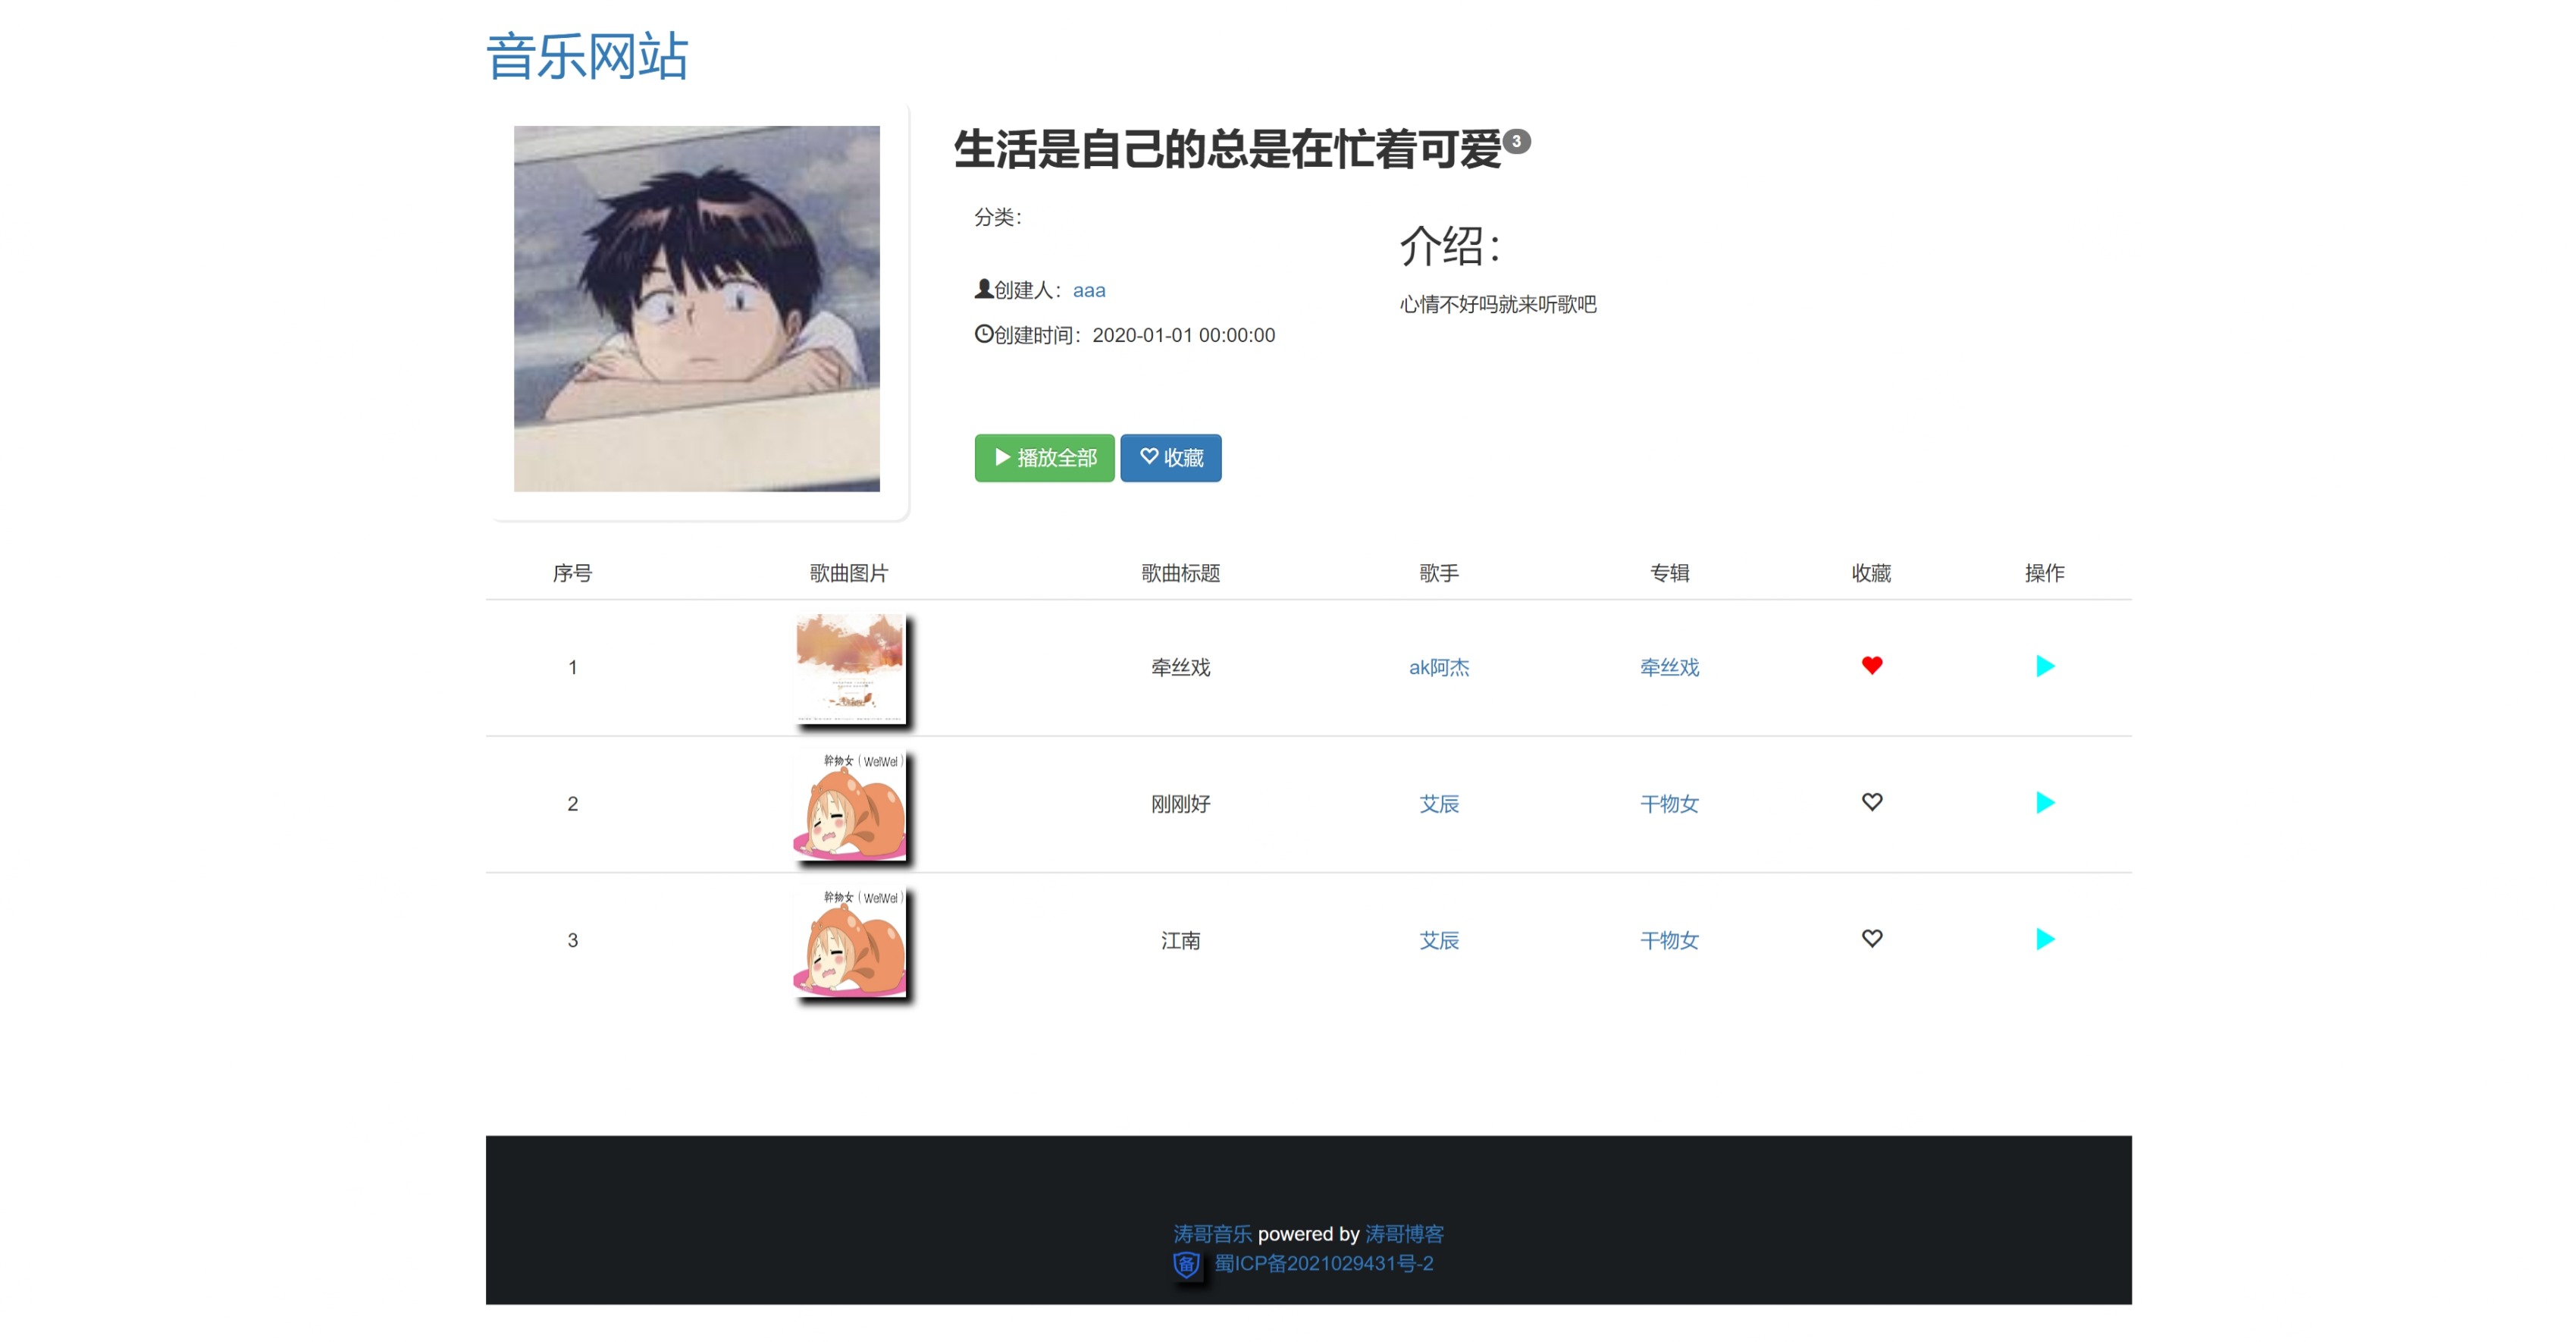 音乐网站
生活是自己的总是在忙着可爱 3
分类：
介绍：
创建人：aaa
心情不好吗就来听歌吧
创建时间：2020-01-01 00:00:00
播放全部 收藏
序号 歌曲图片 歌曲标题 歌手 专辑 收藏 操作
1 牵丝戏 ak阿杰 牵丝戏
幹物女（WeiWei）
2 刚刚好 艾辰 干物女
幹物女（WeiWei）
3 江南 艾辰 干物女
涛哥音乐 powered by 涛哥博客
备 蜀ICP备2021029431号-2